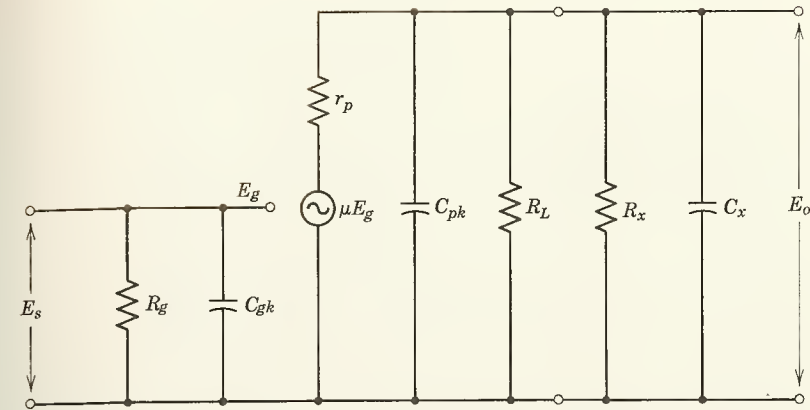 r_p
E_g
μE_g
C_pk
R_L
R_x
C_x
E_o
E_s
R_g
C_gk